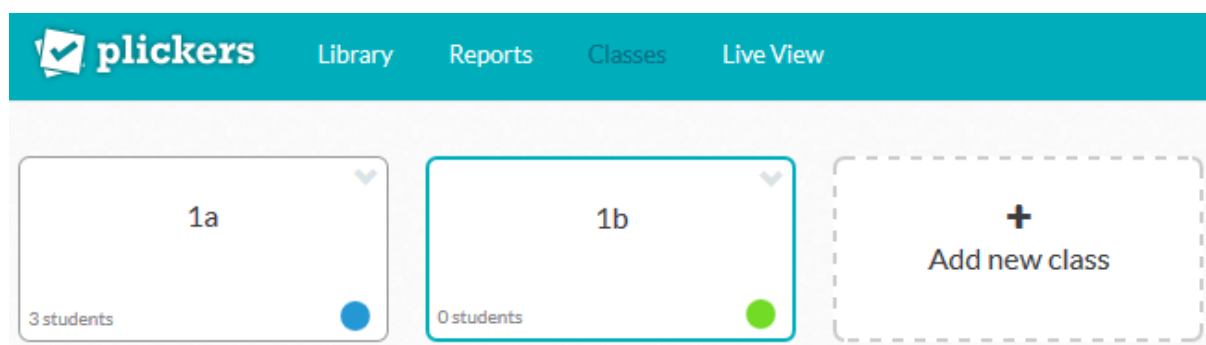 plickers Library Reports Classes Live View
1a
3 students
1b
0 students
+
Add new class